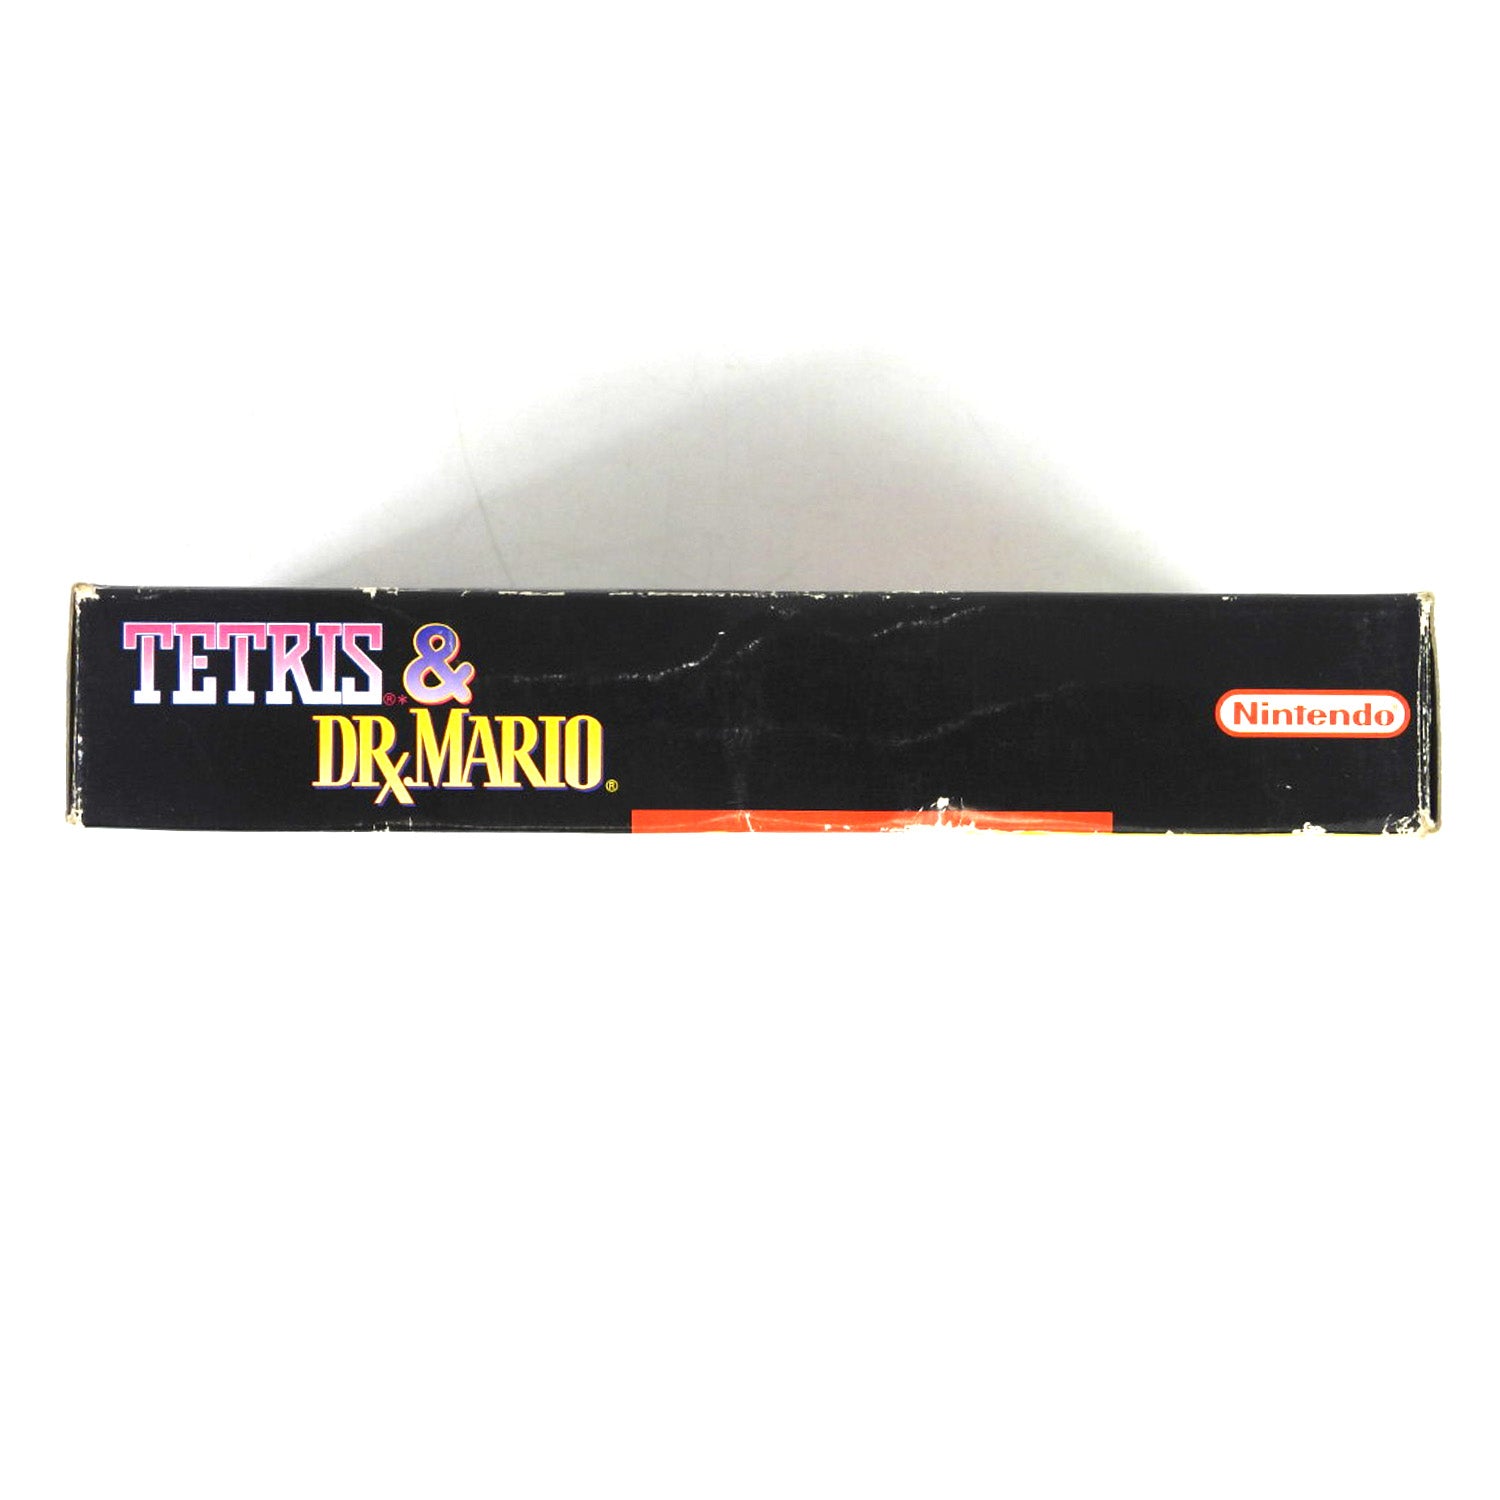 TETRIS®* &
DR. MARIO®
Nintendo®